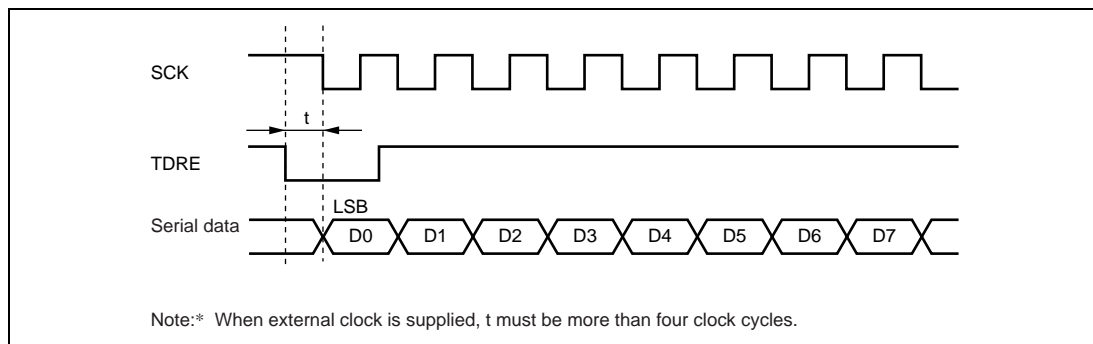 SCK
t
TDRE
LSB
Serial data
D0 D1 D2 D3 D4 D5 D6 D7
Note:* When external clock is supplied, t must be more than four clock cycles.